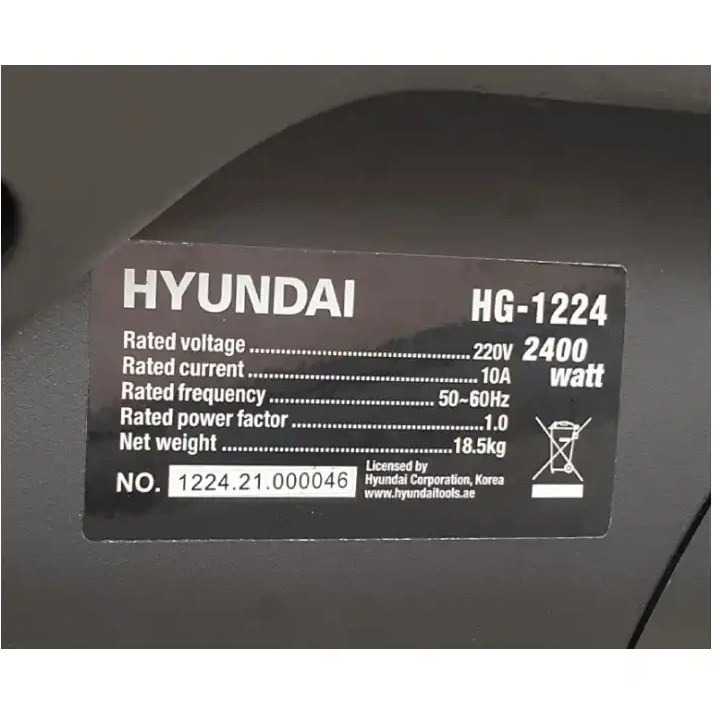 HYUNDAI HG-1224
Rated voltage ........................................ 220V 2400
Rated current ........................................ 10A watt
Rated frequency ............................ 50~60Hz
Rated power factor ................................1.0
Net weight ........................................18.5kg
NO. 1224.21.000046
Licensed by
Hyundai Corporation, Korea
www.hyundaitools.ae